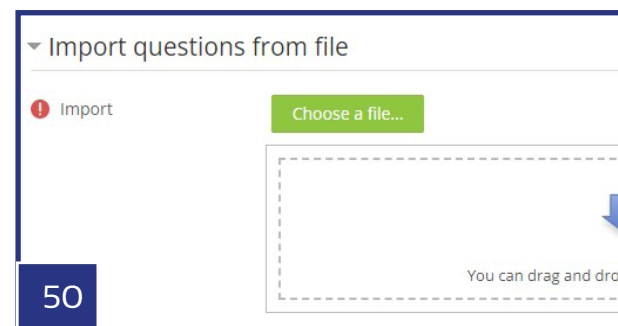 Import questions from file
Import
Choose a file...
You can drag and dro
50